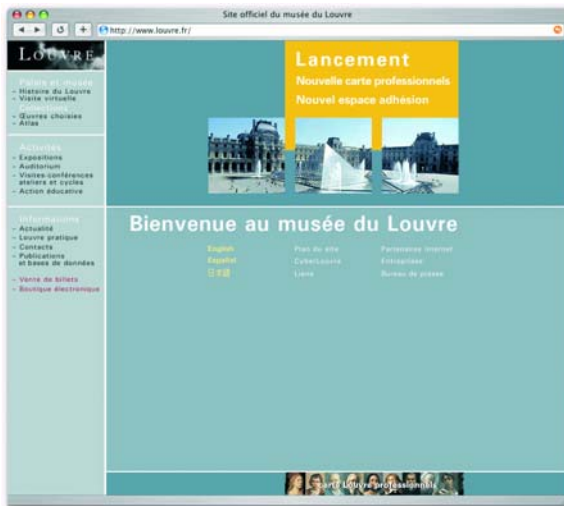 Site officiel du musée du Louvre
http://www.louvre.fr/
LOUVRE
Palais et musée
- Histoire du Louvre
- Visite virtuelle
Collections
- Œuvres choisies
- Atlas
Activités
- Expositions
- Auditorium
- Visites-conférences
ateliers et cycles
- Action éducative
Informations
- Actualité
- Louvre pratique
- Contacts
- Publications
et bases de données
- Vente de billets
- Boutique électronique
Lancement
Nouvelle carte professionnels
Nouvel espace adhésion
Bienvenue au musée du Louvre
English
Español
日本語
Plan du site
CyberLouvre
Liens
Partenaires Internet
Entreprises
Bureau de presse
carte Louvre professionnels